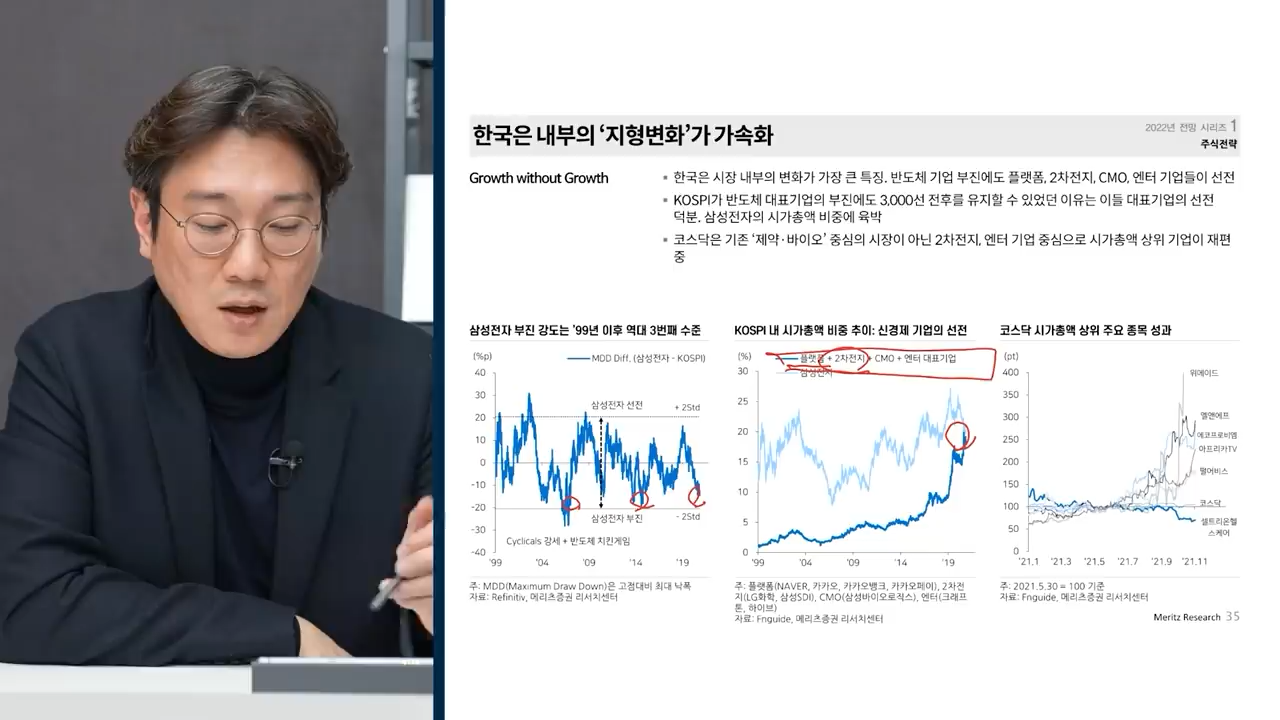 한국은 내부의 ‘지형변화’가 가속화
2022년 전망 시리즈 1
주식전략
Growth without Growth
▪ 한국은 시장 내부의 변화가 가장 큰 특징. 반도체 기업 부진에도 플랫폼, 2차전지, CMO, 엔터 기업들이 선전
▪ KOSPI가 반도체 대표기업의 부진에도 3,000선 전후를 유지할 수 있었던 이유는 이들 대표기업의 선전
덕분. 삼성전자의 시가총액 비중에 육박
▪ 코스닥은 기존 ‘제약·바이오’ 중심의 시장이 아닌 2차전지, 엔터 기업 중심으로 시가총액 상위 기업이 재편
중
삼성전자 부진 강도는 ’99년 이후 역대 3번째 수준
(%p)
MDD Diff. (삼성전자 - KOSPI)
40
30
20
10
0
-10
-20
-30
-40
삼성전자 선전
+ 2Std
삼성전자 부진
- 2Std
Cyclicals 강세 + 반도체 치킨게임
'99
'04
'09
'14
'19
주: MDD(Maximum Draw Down)은 고점대비 최대 낙폭
자료: Refinitiv, 메리츠증권 리서치센터
KOSPI 내 시가총액 비중 추이: 신경제 기업의 선전
(%)
플랫폼 + 2차전지 + CMO + 엔터 대표기업
삼성전자
30
25
20
15
10
5
0
'99
'04
'09
'14
'19
주: 플랫폼(NAVER, 카카오, 카카오뱅크, 카카오페이), 2차전
지(LG화학, 삼성SDI), CMO(삼성바이오로직스), 엔터(크래프
톤, 하이브)
자료: Fnguide, 메리츠증권 리서치센터
코스닥 시가총액 상위 주요 종목 성과
(pt)
400
350
300
250
200
150
100
50
0
위메이드
엘앤에프
에코프로비엠
아프리카TV
펄어비스
코스닥
셀트리온헬
스케어
'21.1
'21.3
'21.5
'21.7
'21.9
'21.11
주: 2021.5.30 = 100 기준
자료: Fnguide, 메리츠증권 리서치센터
Meritz Research 35